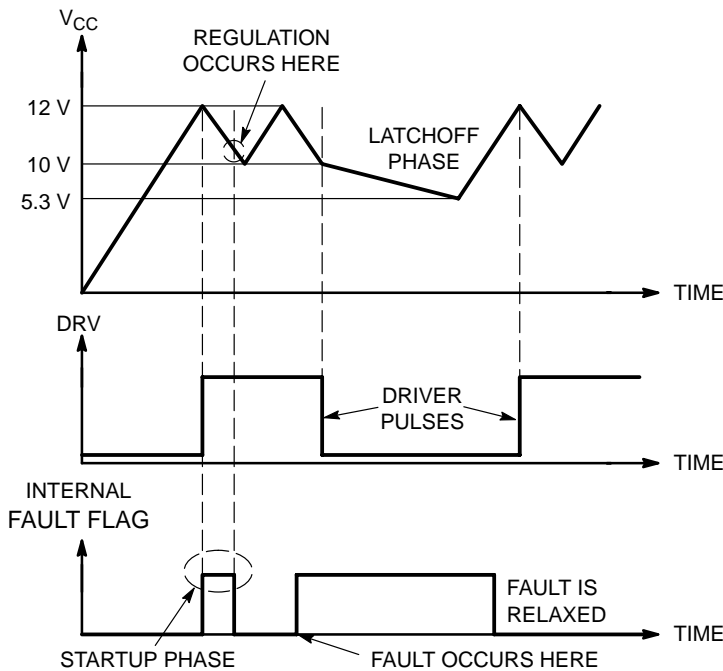 V_CC
REGULATION
OCCURS HERE
12 V
10 V
5.3 V
LATCHOFF
PHASE
TIME
DRV
DRIVER
PULSES
TIME
INTERNAL
FAULT FLAG
FAULT IS
RELAXED
TIME
STARTUP PHASE
FAULT OCCURS HERE